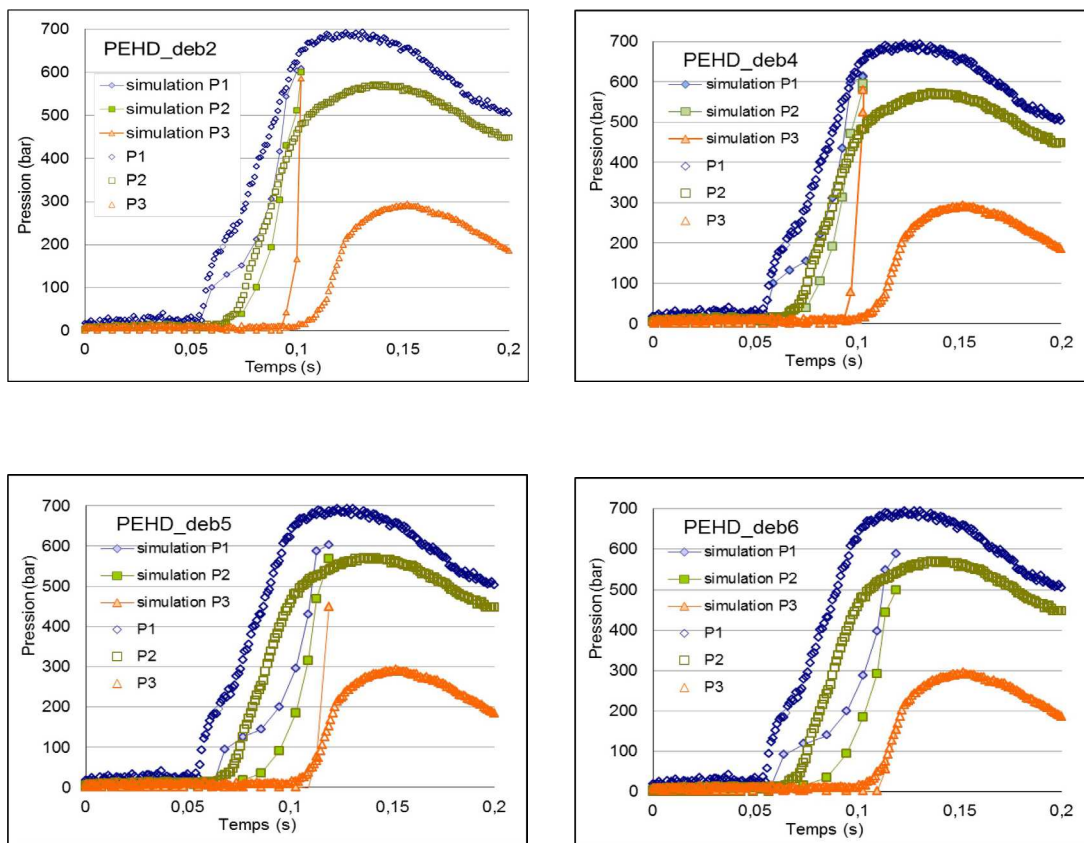 PEHD_deb2
simulation P1
simulation P2
simulation P3
P1
P2
P3
Pression (bar)
700
600
500
400
300
200
100
0
0
0,05
0,1
0,15
0,2
Temps (s)
PEHD_deb4
simulation P1
simulation P2
simulation P3
P1
P2
P3
Pression (bar)
700
600
500
400
300
200
100
0
0
0,05
0,1
0,15
0,2
Temps (s)
PEHD_deb5
simulation P1
simulation P2
simulation P3
P1
P2
P3
Pression (bar)
700
600
500
400
300
200
100
0
0
0,05
0,1
0,15
0,2
Temps (s)
PEHD_deb6
simulation P1
simulation P2
simulation P3
P1
P2
P3
Pression (bar)
700
600
500
400
300
200
100
0
0
0,05
0,1
0,15
0,2
Temps (s)